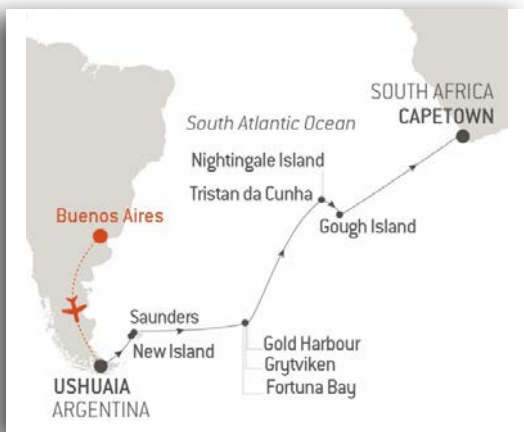 SOUTH AFRICA
CAPETOWN
South Atlantic Ocean
Nightingale Island
Tristan da Cunha
Gough Island
Buenos Aires
Saunders
New Island
Gold Harbour
Grytviken
Fortuna Bay
USHUAIA
ARGENTINA